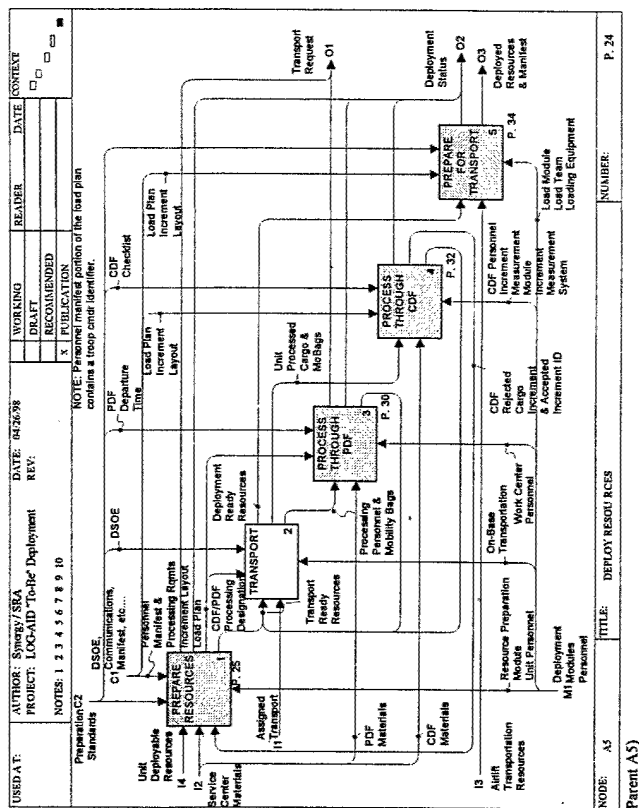 USED AT:
AUTHOR: Synergy / SRA
PROJECT: LOG-AID "To-Be" Deployment
NOTES: 1 2 3 4 5 6 7 8 9 10
DATE: 04/26/98
REV:
WORKING
DRAFT
RECOMMENDED
x PUBLICATION
READER
DATE
CONTEXT
NOTE: Personnel manifest portion of the load plan
contains a troop cmdr identifier.
Preparation
Standards
C2
DSOE,
Communications,
C1 Manifest, etc...
Personnel
Manifest &
Processing Rqmts
Increment Layout
Load Plan
CDF/PDF
Processing
Designation
DSOE
PDF
Departure
Time
Load Plan
Increment
Layout
CDF
Checklist
Load Plan
Increment
Layout
Transport
Request
O1
Deployment
Status
O2
O3
Deployed
Resources
& Manifest
Unit
Deployable
Resources
I4
I2
Service
Center
Materials
PREPARE
RESOURCES
1
P. 25
Assigned
Transport
I1
Transport
Ready
Resources
TRANSPORT
2
Deployment
Ready
Resources
PROCESS
THROUGH
PDF
3
P. 30
Processing
Personnel &
Mobility Bags
Unit
Processed
Cargo &
MoBags
PROCESS
THROUGH
CDF
4
P. 32
PREPARE
FOR
TRANSPORT
5
P. 34
PDF
Materials
CDF
Materials
I3
Airlift
Transportation
Resources
Resource Preparation
Module
Unit Personnel
M1 Deployment
Modules
Personnel
On-Base
Transportation
Work Center
Personnel
CDF
Rejected
Cargo
Increment
& Accepted
Increment ID
CDF Personnel
Increment
Measurement
Module
Increment
Measurement
System
Load Module
Load Team
Loading Equipment
NODE: A5
TITLE: DEPLOY RESOURCES
NUMBER:
P. 24
Parent A5)